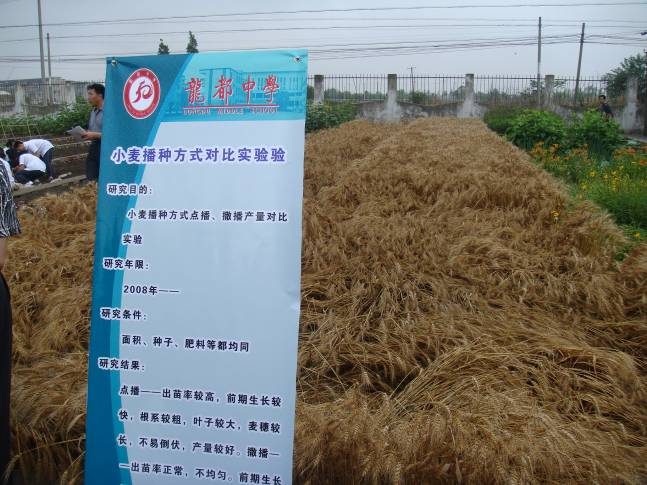 龍都中學
LONGDU MIDDLE SCHOOL
小麦播种方式对比实验验
研究目的：
小麦播种方式点播、撒播产量对比
实验
研究年限：
2008年——
研究条件：
面积、种子、肥料等都均同
研究结果：
点播——出苗率较高，前期生长较
快，根系较粗，叶子较大，麦穗较
长，不易倒伏，产量较好。撒播—
—出苗率正常，不均匀。前期生长